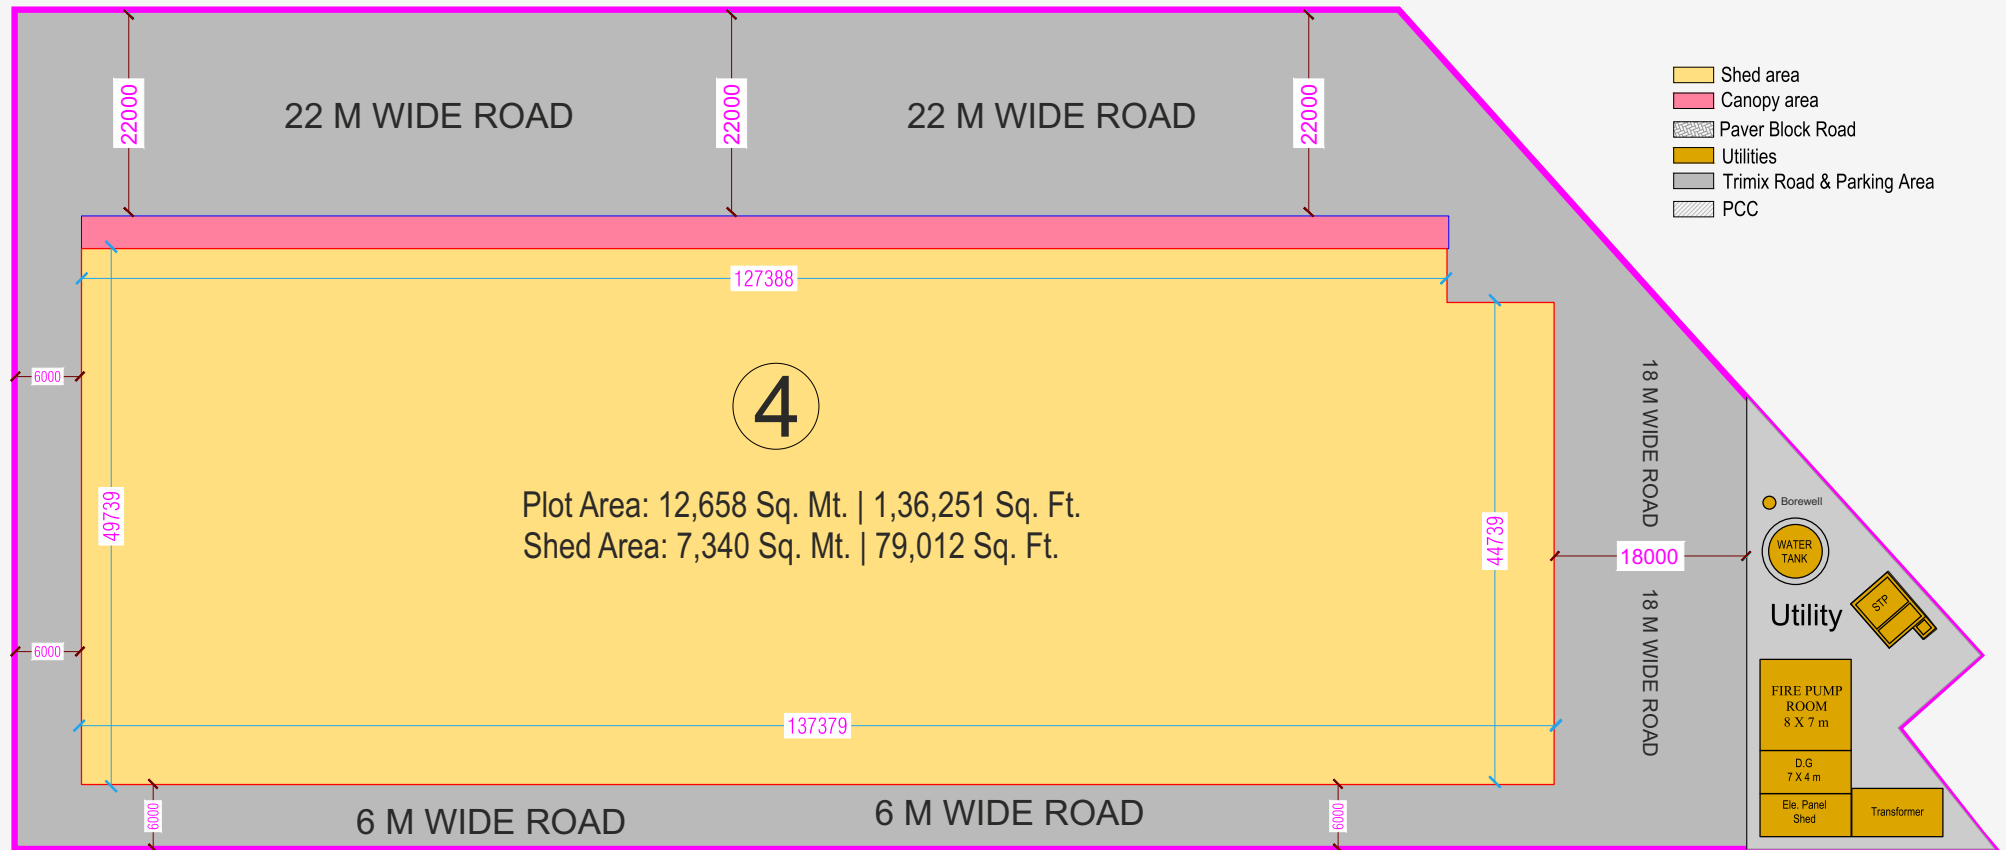 22000
22000
22000
22 M WIDE ROAD
22 M WIDE ROAD
Shed area
Canopy area
Paver Block Road
Utilities
Trimix Road & Parking Area
PCC
127388
6000
4
18 M WIDE ROAD
49739
Plot Area: 12,658 Sq. Mt. | 1,36,251 Sq. Ft.
Shed Area: 7,340 Sq. Mt. | 79,012 Sq. Ft.
44739
18000
Borewell
WATER
TANK
STP
Utility
6000
18 M WIDE ROAD
137379
FIRE PUMP
ROOM
8 X 7 m
D.G
7 X 4 m
Ele. Panel
Shed
Transformer
6000
6 M WIDE ROAD
6 M WIDE ROAD
6000